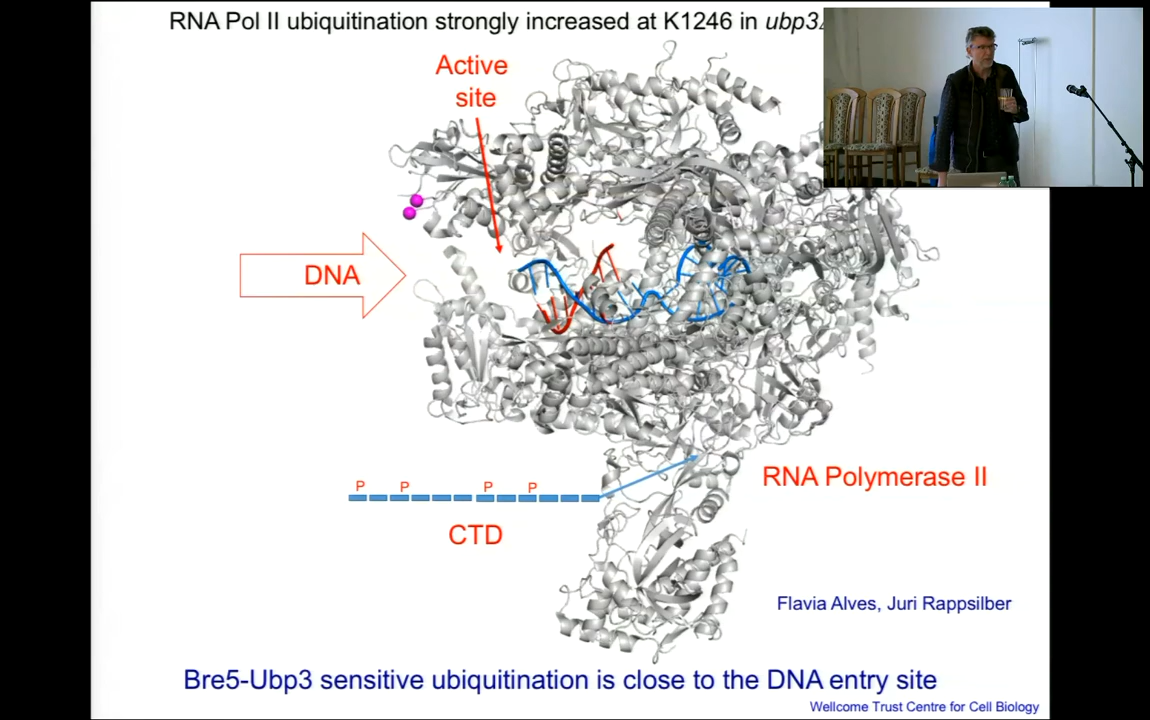 RNA Pol II ubiquitination strongly increased at K1246 in ubp3
Active
site
DNA
P P P P
CTD
RNA Polymerase II
Flavia Alves, Juri Rappsilber
Bre5-Ubp3 sensitive ubiquitination is close to the DNA entry site
Wellcome Trust Centre for Cell Biology